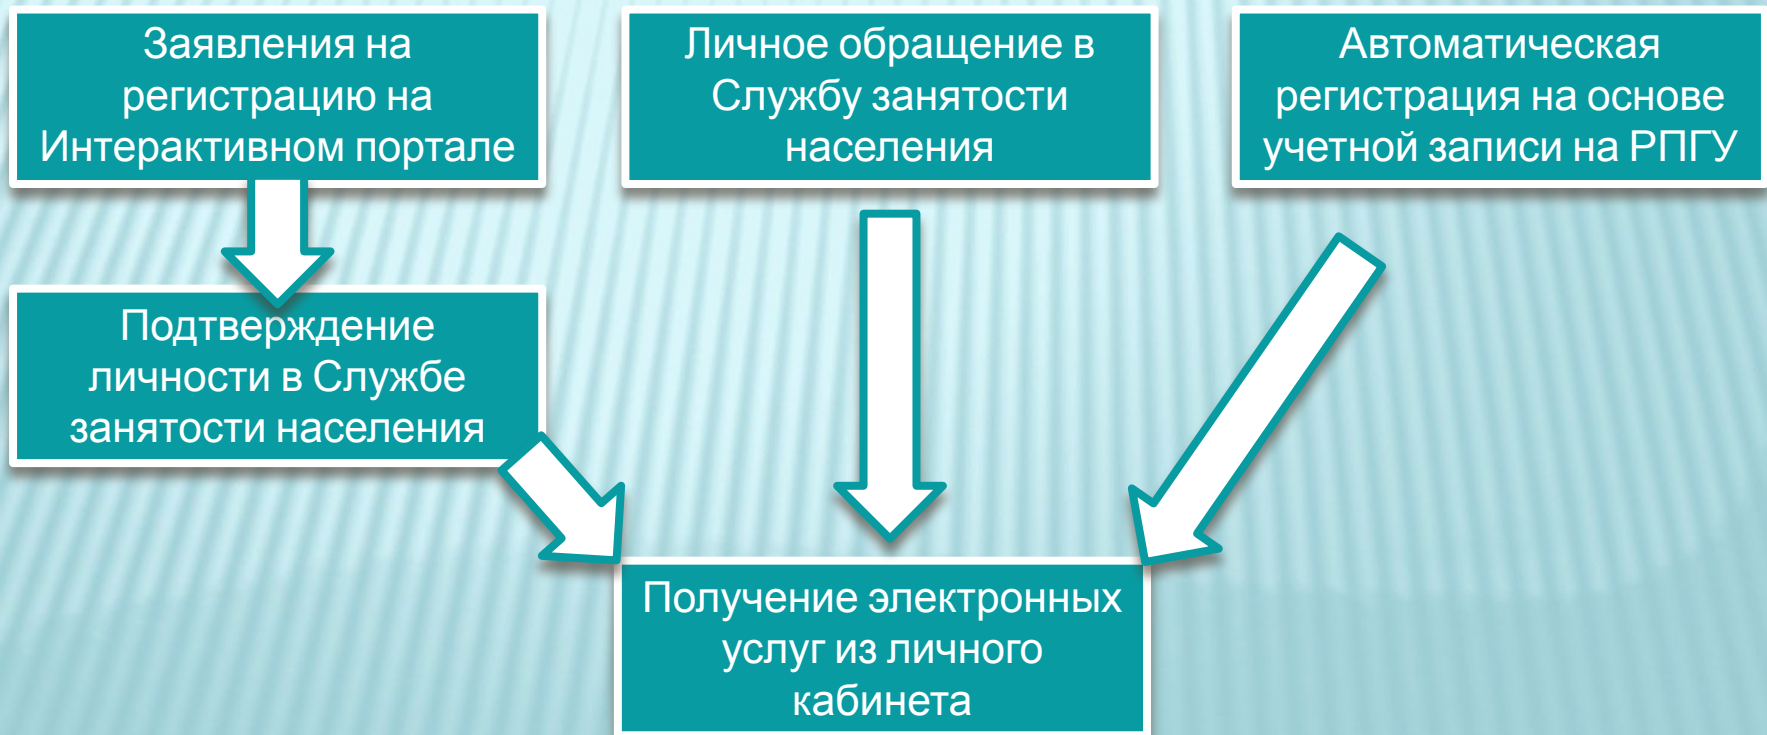 Заявления на
регистрацию на
Интерактивном портале
Личное обращение в
Службу занятости
населения
Автоматическая
регистрация на основе
учетной записи на РПГУ
Подтверждение
личности в Службе
занятости населения
Получение электронных
услуг из личного
кабинета